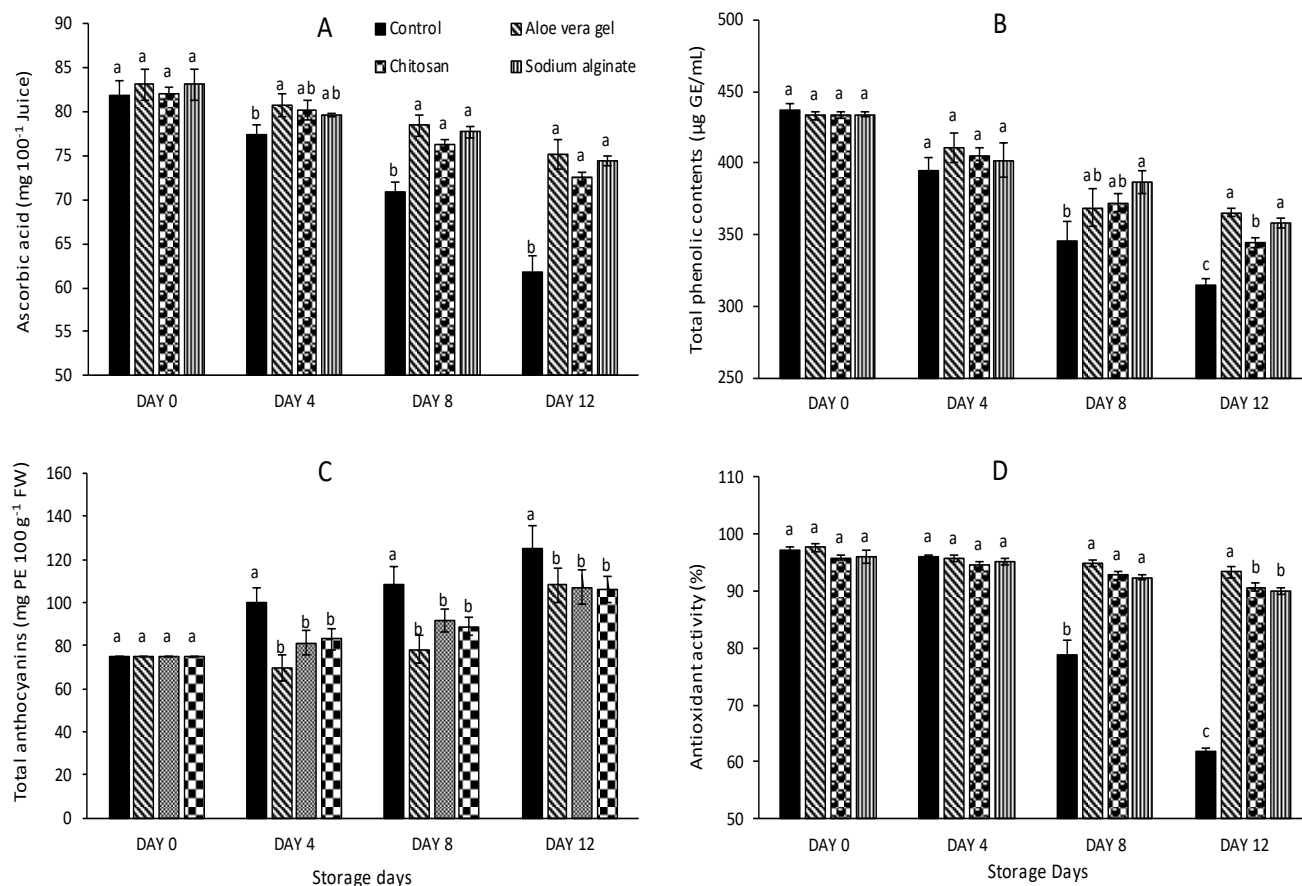 A
Control
Aloe vera gel
Chitosan
Sodium alginate
Ascorbic acid (mg 100⁻¹ Juice)
90
85
80
75
70
65
60
55
50
a a a a
b a ab ab
b a a a
b a a a
DAY 0 DAY 4 DAY 8 DAY 12
B
Total phenolic contents (µg GE/mL)
500
450
400
350
300
250
a a a a
a a a a
b ab ab a
c a b a
DAY 0 DAY 4 DAY 8 DAY 12
C
Total anthocyanins (mg PE 100 g⁻¹ FW)
160
140
120
100
80
60
40
20
0
a a a a
a b b b
a b b b
a b b b
DAY 0 DAY 4 DAY 8 DAY 12
Storage days
D
Antioxidant activity (%)
110
100
90
80
70
60
50
a a a a
a a a a
b a a a
c a b b
DAY 0 DAY 4 DAY 8 DAY 12
Storage Days